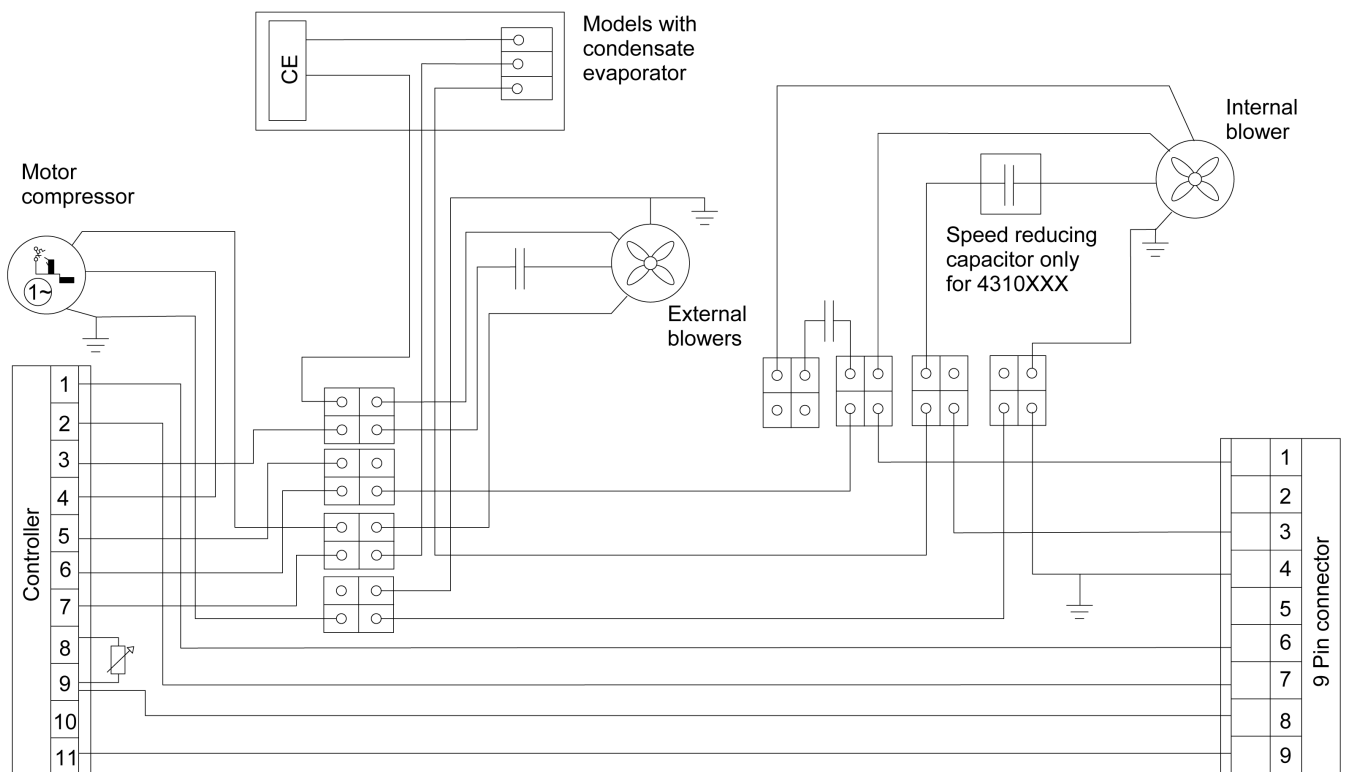 CE
Models with
condensate
evaporator
Internal
blower
Motor
compressor
1~
Speed reducing
capacitor only
for 4310XXX
External
blowers
Controller
1
2
3
4
5
6
7
8
9
10
11
1
2
3
4
5
6
7
8
9
9 Pin connector